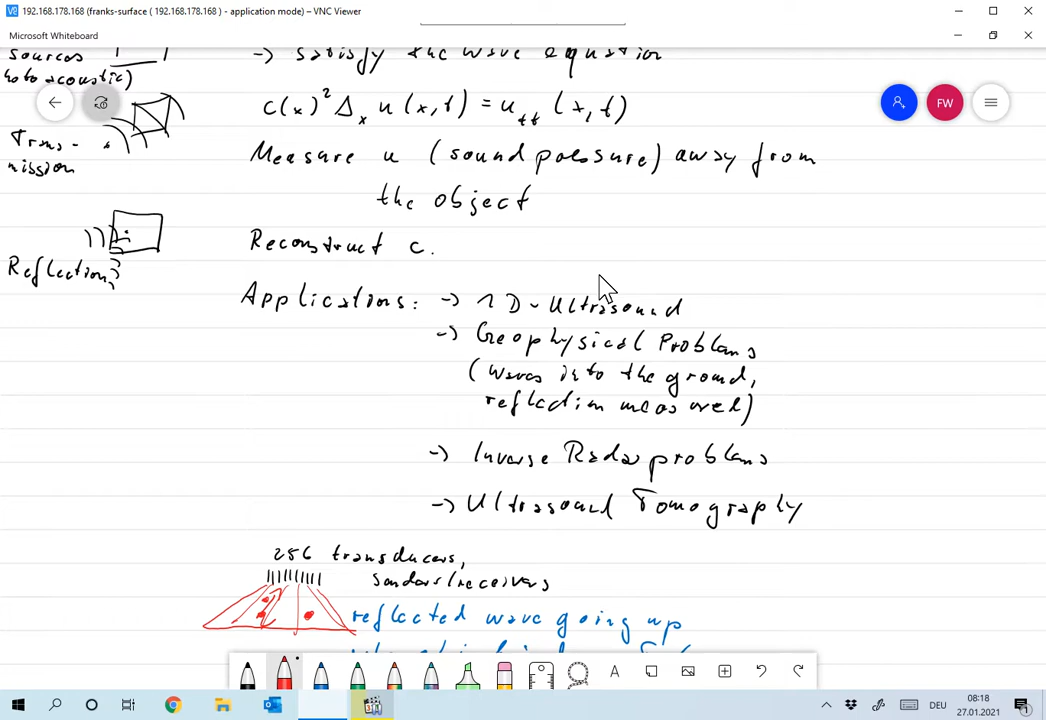 192.168.178.168 (franks-surface ( 192.168.178.168 ) - application mode) – VNC Viewer
Microsoft Whiteboard
sources
hotoacoustic)
Trans-
mission
Reflection?
-> satisfy the wave equation
c(x)² Δₓ u(x,t) = u_tt (x,t)
FW
Measure u (sound pressure) away from
the object
Reconstruct c.
Applications: -> 1D-Ultrasound
-> Geophysical Problems
(waves into the ground,
reflection measured)
-> Inverse Radar problems
-> Ultrasound Tomography
256 transducers,
senders/receivers
reflected wave going up
A
DEU
08:18
27.01.2021
1